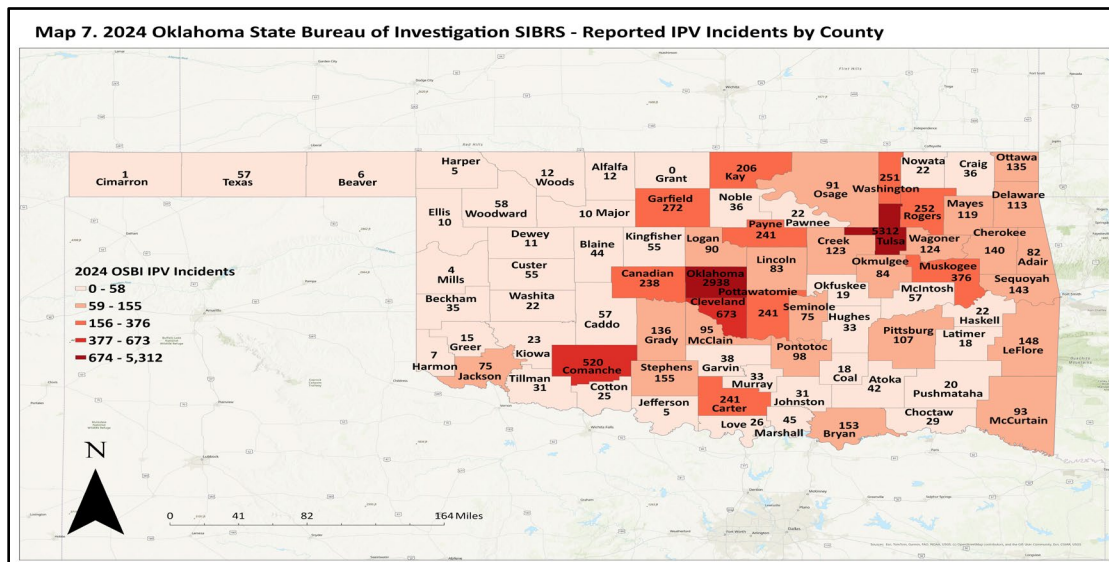 Map 7. 2024 Oklahoma State Bureau of Investigation SIBRS - Reported IPV Incidents by County
1
Cimarron
57
Texas
6
Beaver
Harper
5
12
Woods
Alfalfa
12
0
Grant
206
Kay
91
Osage
251
Washington
Nowata
22
Craig
36
Ottawa
135
Ellis
10
58
Woodward
10 Major
Garfield
272
Noble
36
22
Pawnee
252
Rogers
Mayes
119
Delaware
113
Dewey
11
Blaine
44
Kingfisher
55
Logan
90
Payne
241
Creek
123
5312
Tulsa
Wagoner
124
Cherokee
140
82
Adair
4
Mills
Custer
55
Canadian
238
Oklahoma
2938
Lincoln
83
Okmulgee
84
Muskogee
376
Sequoyah
143
Beckham
35
Washita
22
57
Caddo
Cleveland
673
Pottawatomie
241
Seminole
75
Okfuskee
19
McIntosh
57
22
Haskell
15
Greer
23
Kiowa
136
Grady
95
McClain
Hughes
33
Pittsburg
107
Latimer
18
148
LeFlore
7
Harmon
75
Jackson
Tillman
31
520
Comanche
Cotton
25
Stephens
155
38
Garvin
33
Murray
Pontotoc
98
18
Coal
Atoka
42
20
Pushmataha
Jefferson
5
241
Carter
31
Johnston
Love 26
45
Marshall
153
Bryan
Choctaw
29
93
McCurtain
2024 OSBI IPV Incidents
0 - 58
59 - 155
156 - 376
377 - 673
674 - 5,312
N
0 41 82 164 Miles